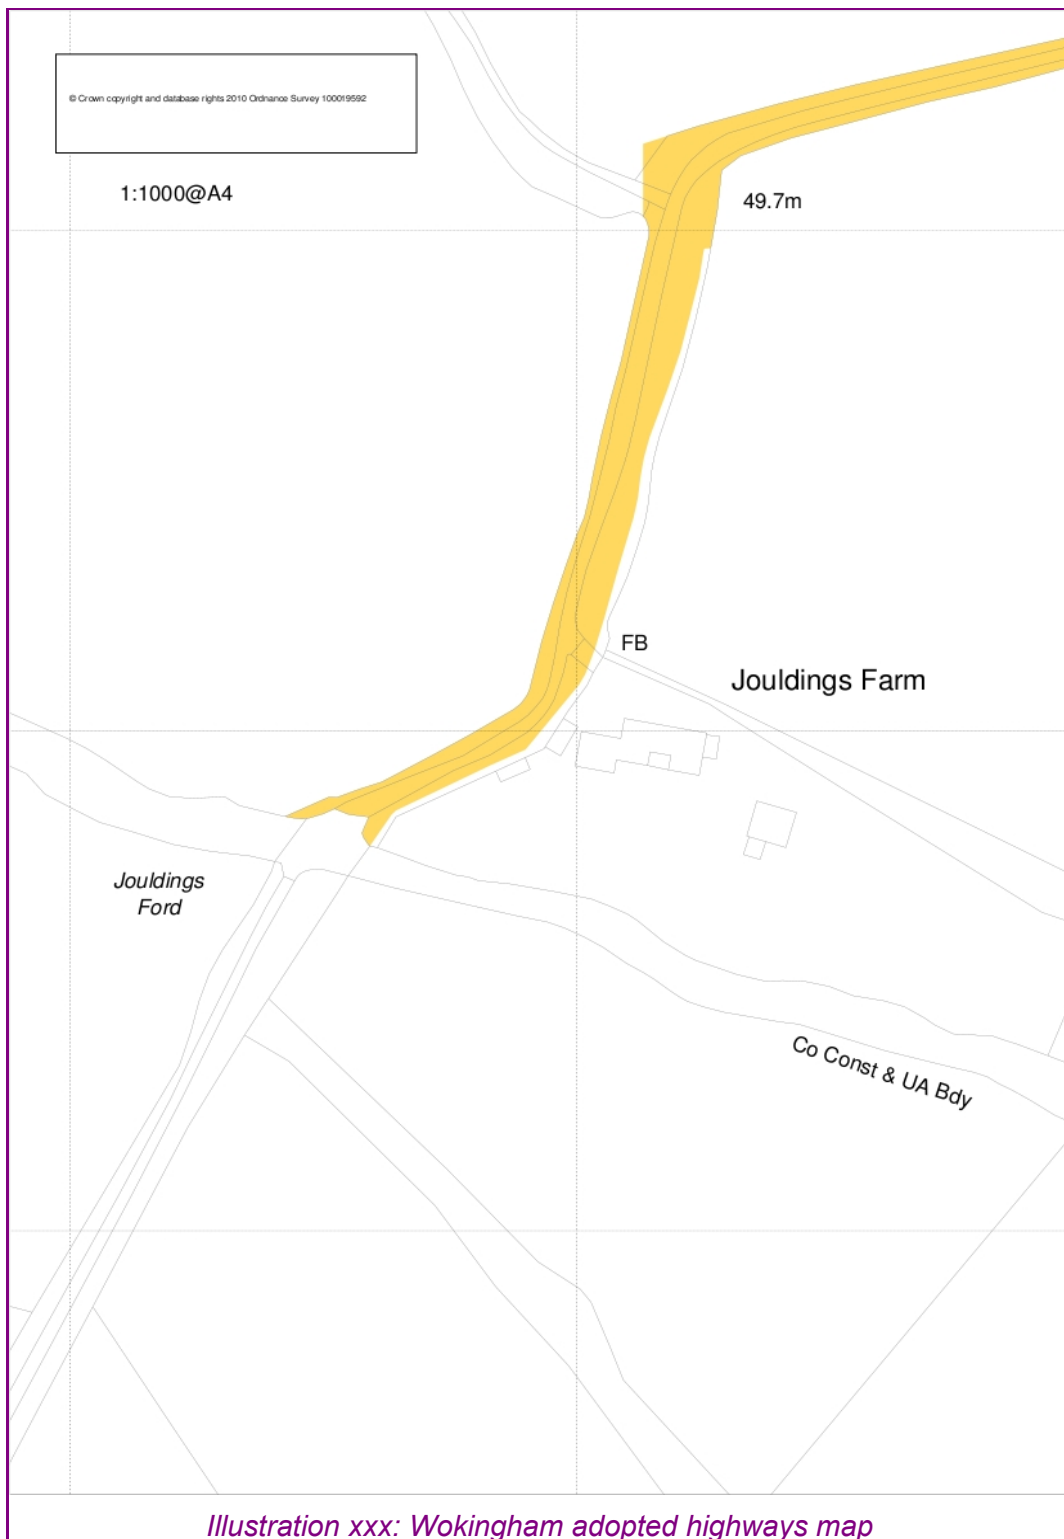 © Crown copyright and database rights 2010 Ordnance Survey 100019592
1:1000@A4
49.7m
FB
Jouldings Farm
Jouldings
Ford
Co Const & UA Bdy
Illustration xxx: Wokingham adopted highways map